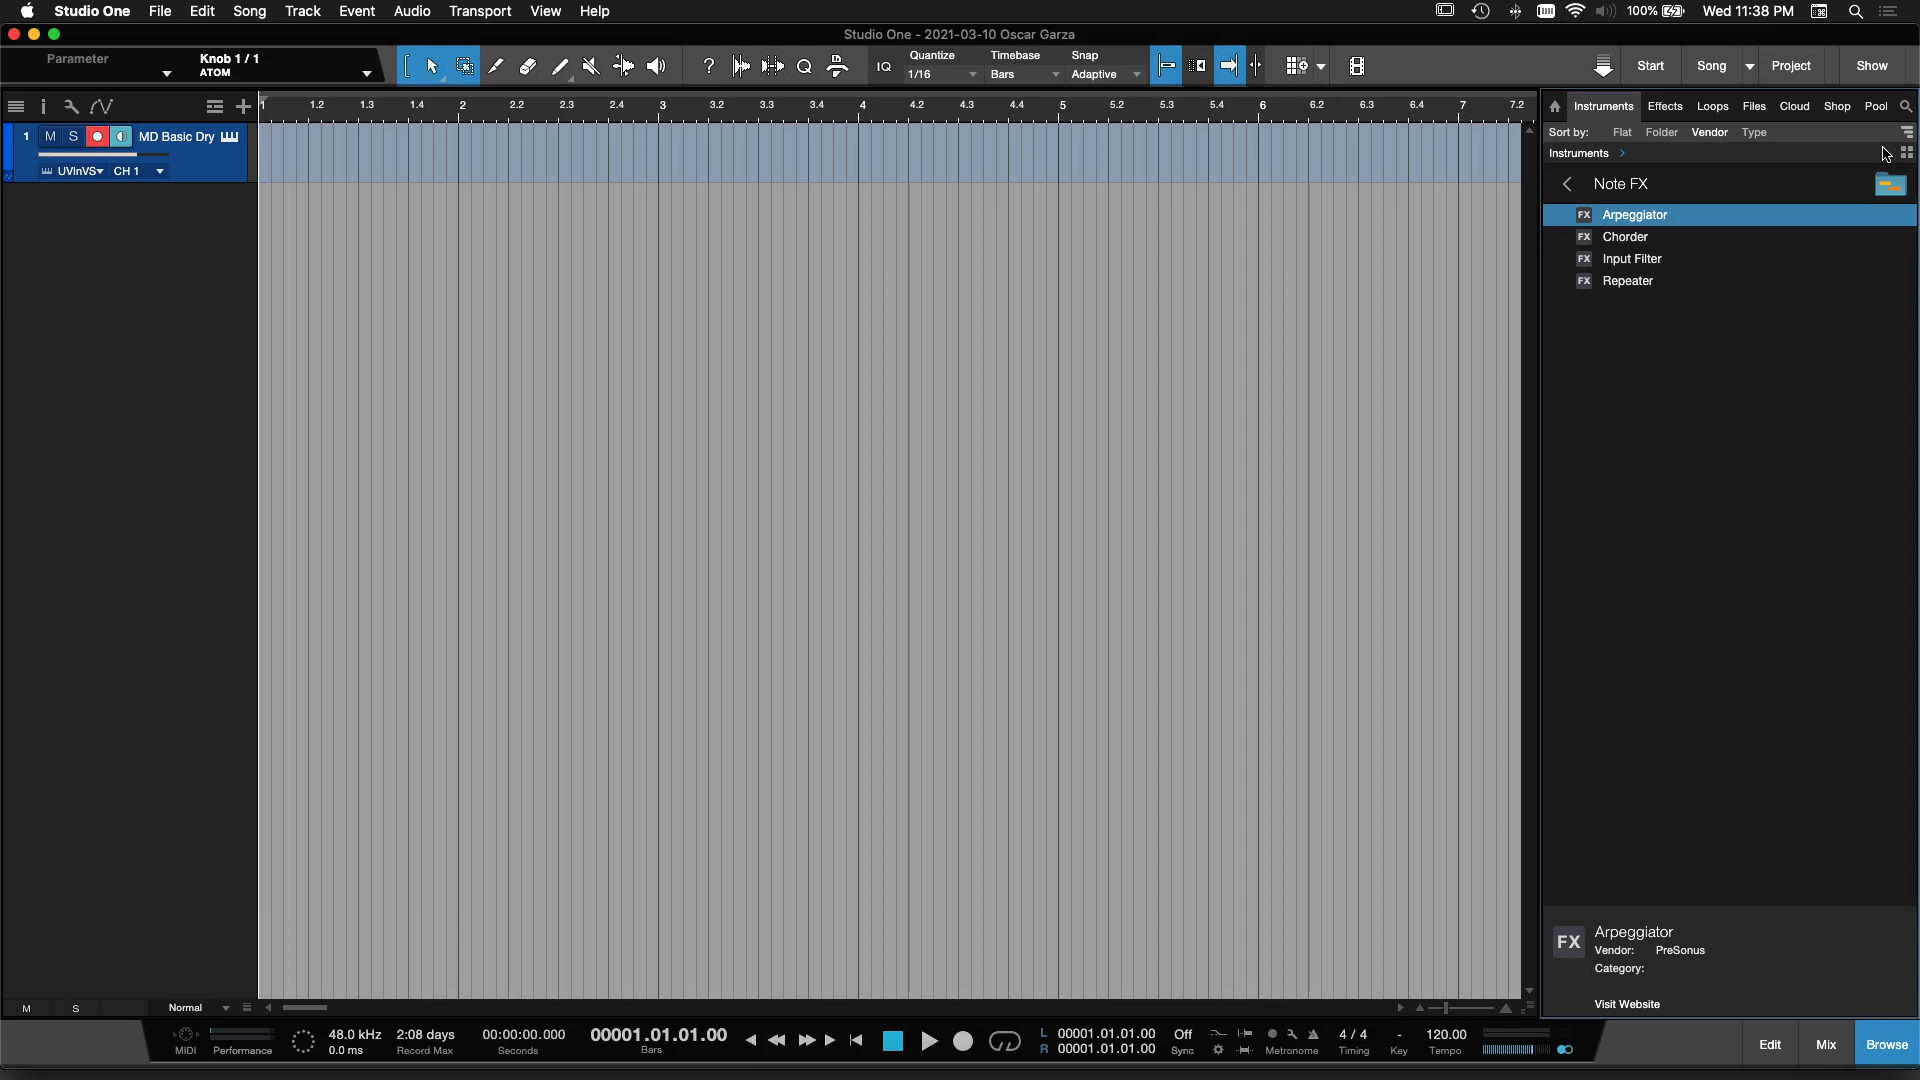 Studio One File Edit Song Track Event Audio Transport View Help 100% Wed 11:38 PM
Studio One - 2021-03-10 Oscar Garza
Parameter Knob 1 / 1
ATOM
? IQ Quantize Timebase Snap
1/16 Bars Adaptive
Start Song Project Show
i 1 1.2 1.3 1.4 2 2.2 2.3 2.4 3 3.2 3.3 3.4 4 4.2 4.3 4.4 5 5.2 5.3 5.4 6 6.2 6.3 6.4 7 7.2
Instruments Effects Loops Files Cloud Shop Pool
Sort by: Flat Folder Vendor Type
1 M S MD Basic Dry
Instruments
UVInVS CH 1
Note FX
FX Arpeggiator
FX Chorder
FX Input Filter
FX Repeater
FX
Arpeggiator
Vendor: PreSonus
Category:
Visit Website
M S Normal
MIDI Performance
48.0 kHz 2:08 days 00:00:00.000 00001.01.01.00
0.0 ms Record Max Seconds Bars
L 00001.01.01.00 Off 4 / 4 - 120.00
R 00001.01.01.00 Sync Metronome Timing Key Tempo
Edit Mix Browse